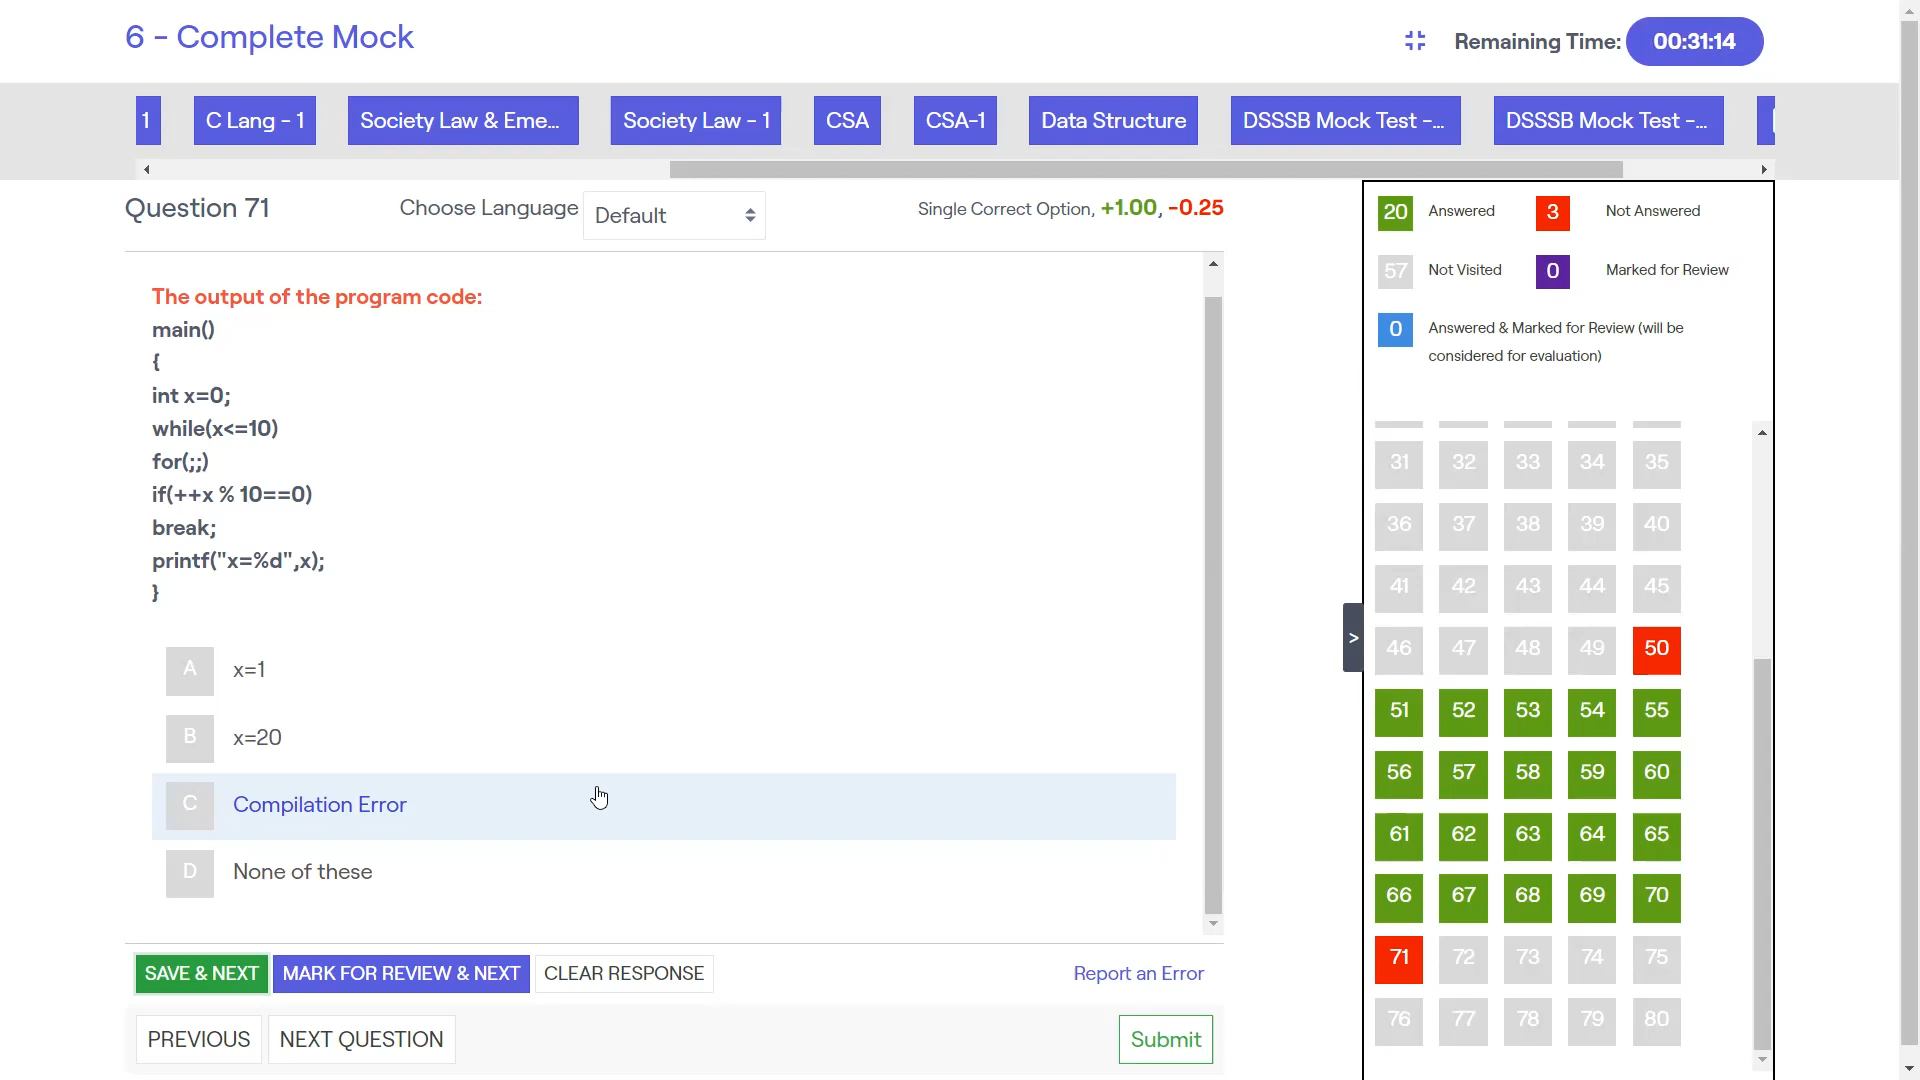 6 - Complete Mock
Remaining Time: 00:31:14
1
C Lang - 1
Society Law & Eme...
Society Law - 1
CSA
CSA-1
Data Structure
DSSSB Mock Test -...
DSSSB Mock Test -...
Question 71
Choose Language
Default
Single Correct Option, +1.00, -0.25
20 Answered
3 Not Answered
57 Not Visited
0 Marked for Review
0 Answered & Marked for Review (will be
considered for evaluation)
The output of the program code:
main()
{
int x=0;
while(x<=10)
for(;;)
if(++x % 10==0)
break;
printf("x=%d",x);
}
A x=1
B x=20
C Compilation Error
D None of these
>
31 32 33 34 35
36 37 38 39 40
41 42 43 44 45
46 47 48 49 50
51 52 53 54 55
56 57 58 59 60
61 62 63 64 65
66 67 68 69 70
71 72 73 74 75
76 77 78 79 80
SAVE & NEXT
MARK FOR REVIEW & NEXT
CLEAR RESPONSE
Report an Error
PREVIOUS
NEXT QUESTION
Submit